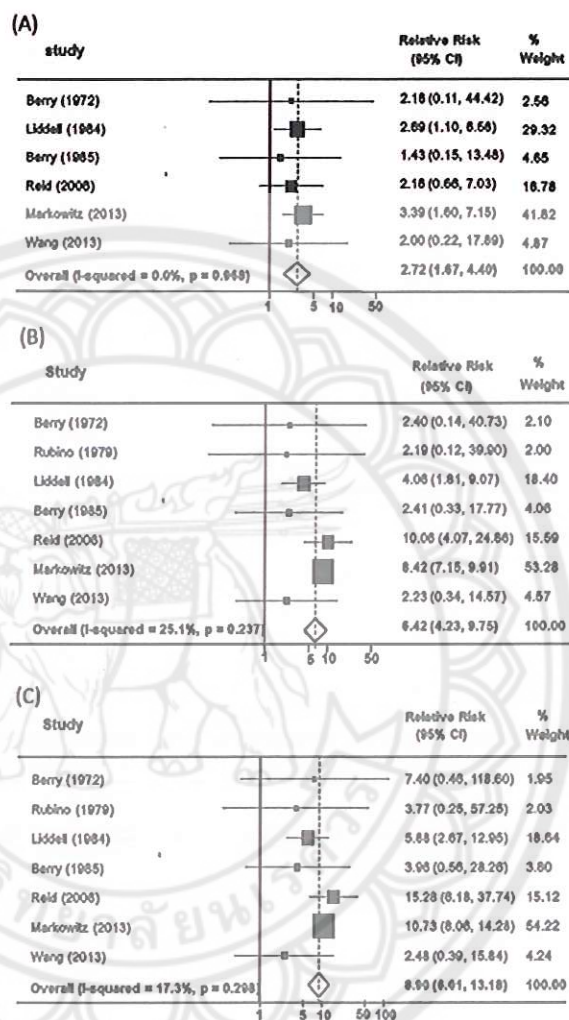 (A)
study Relative Risk (95% CI) % Weight
Berry (1972) 2.18 (0.11, 44.42) 2.56
Liddell (1984) 2.69 (1.10, 6.56) 29.32
Berry (1985) 1.43 (0.15, 13.48) 4.65
Reid (2006) 2.16 (0.66, 7.03) 16.78
Markowitz (2013) 3.39 (1.60, 7.15) 41.82
Wang (2013) 2.00 (0.22, 17.89) 4.87
Overall (I-squared = 0.0%, p = 0.968) 2.72 (1.67, 4.40) 100.00
1 5 10 50
(B)
Study Relative Risk (95% CI) % Weight
Berry (1972) 2.40 (0.14, 40.73) 2.10
Rubino (1979) 2.19 (0.12, 39.90) 2.00
Liddell (1984) 4.06 (1.81, 9.07) 18.40
Berry (1985) 2.41 (0.33, 17.77) 4.06
Reid (2006) 10.06 (4.07, 24.86) 15.59
Markowitz (2013) 8.42 (7.15, 9.91) 53.28
Wang (2013) 2.23 (0.34, 14.57) 4.57
Overall (I-squared = 25.1%, p = 0.237) 6.42 (4.23, 9.75) 100.00
1 5 10 50
(C)
Study Relative Risk (95% CI) % Weight
Berry (1972) 7.40 (0.46, 118.60) 1.95
Rubino (1979) 3.77 (0.25, 57.25) 2.03
Liddell (1984) 5.88 (2.67, 12.95) 18.64
Berry (1985) 3.96 (0.56, 28.26) 3.80
Reid (2006) 15.28 (6.18, 37.74) 15.12
Markowitz (2013) 10.73 (8.06, 14.28) 54.22
Wang (2013) 2.48 (0.39, 15.84) 4.24
Overall (I-squared = 17.3%, p = 0.298) 8.90 (6.01, 13.18) 100.00
1 5 10 50 100